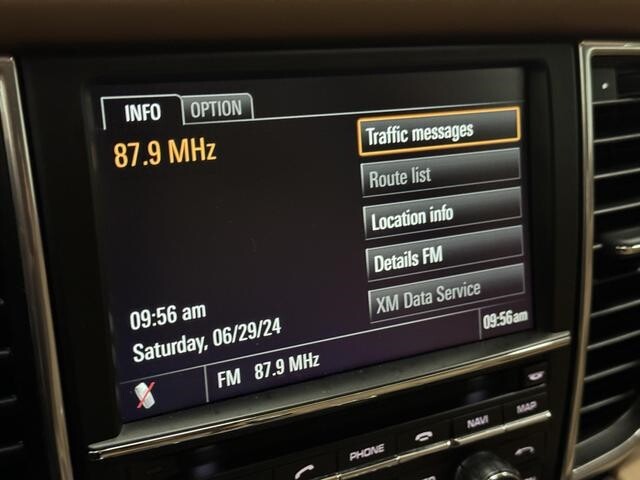 INFO OPTION
87.9 MHz
Traffic messages
Route list
Location info
Details FM
XM Data Service
09:56 am
Saturday, 06/29/24
FM 87.9 MHz
09:56am
PHONE
NAVI
MAP